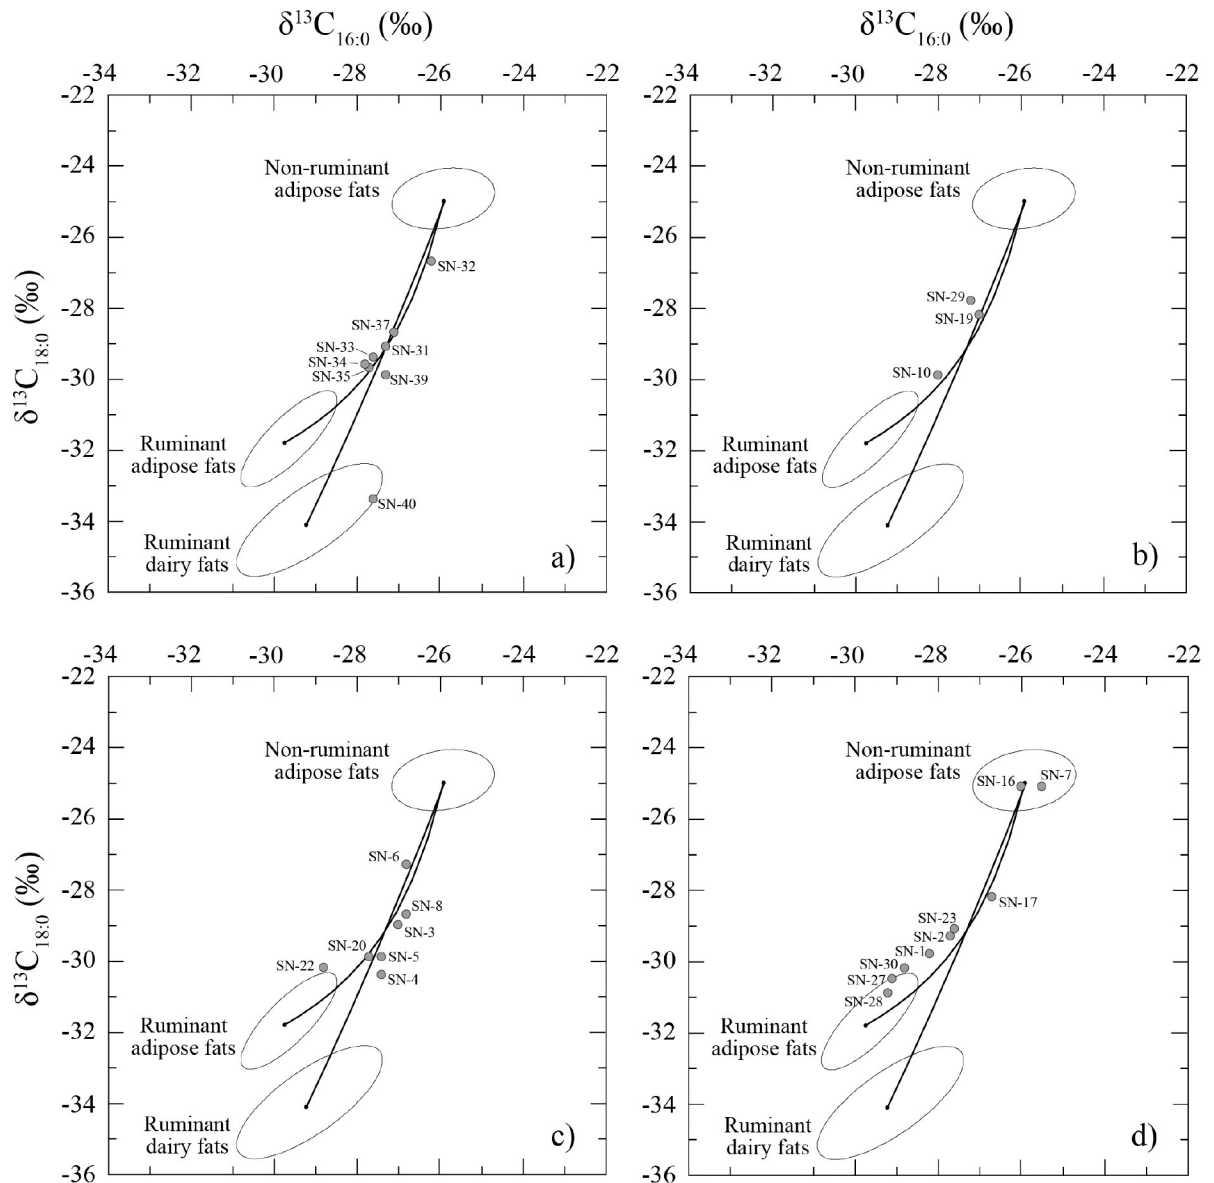 δ¹³C₁₆:₀ (‰)
-34 -32 -30 -28 -26 -24 -22
-22
-24
-26
-28
-30
-32
-34
-36
δ¹³C₁₈:₀ (‰)
Non-ruminant
adipose fats
SN-32
SN-37
SN-33
SN-31
SN-34
SN-35
SN-39
Ruminant
adipose fats
SN-40
Ruminant
dairy fats
a)
δ¹³C₁₆:₀ (‰)
-34 -32 -30 -28 -26 -24 -22
-22
-24
-26
-28
-30
-32
-34
-36
Non-ruminant
adipose fats
SN-29
SN-19
SN-10
Ruminant
adipose fats
Ruminant
dairy fats
b)
-34 -32 -30 -28 -26 -24 -22
-22
-24
-26
-28
-30
-32
-34
-36
δ¹³C₁₈:₀ (‰)
Non-ruminant
adipose fats
SN-6
SN-8
SN-3
SN-20
SN-5
SN-22
SN-4
Ruminant
adipose fats
Ruminant
dairy fats
c)
-34 -32 -30 -28 -26 -24 -22
-22
-24
-26
-28
-30
-32
-34
-36
Non-ruminant
adipose fats
SN-16
SN-7
SN-17
SN-23
SN-2
SN-1
SN-30
SN-27
SN-28
Ruminant
adipose fats
Ruminant
dairy fats
d)